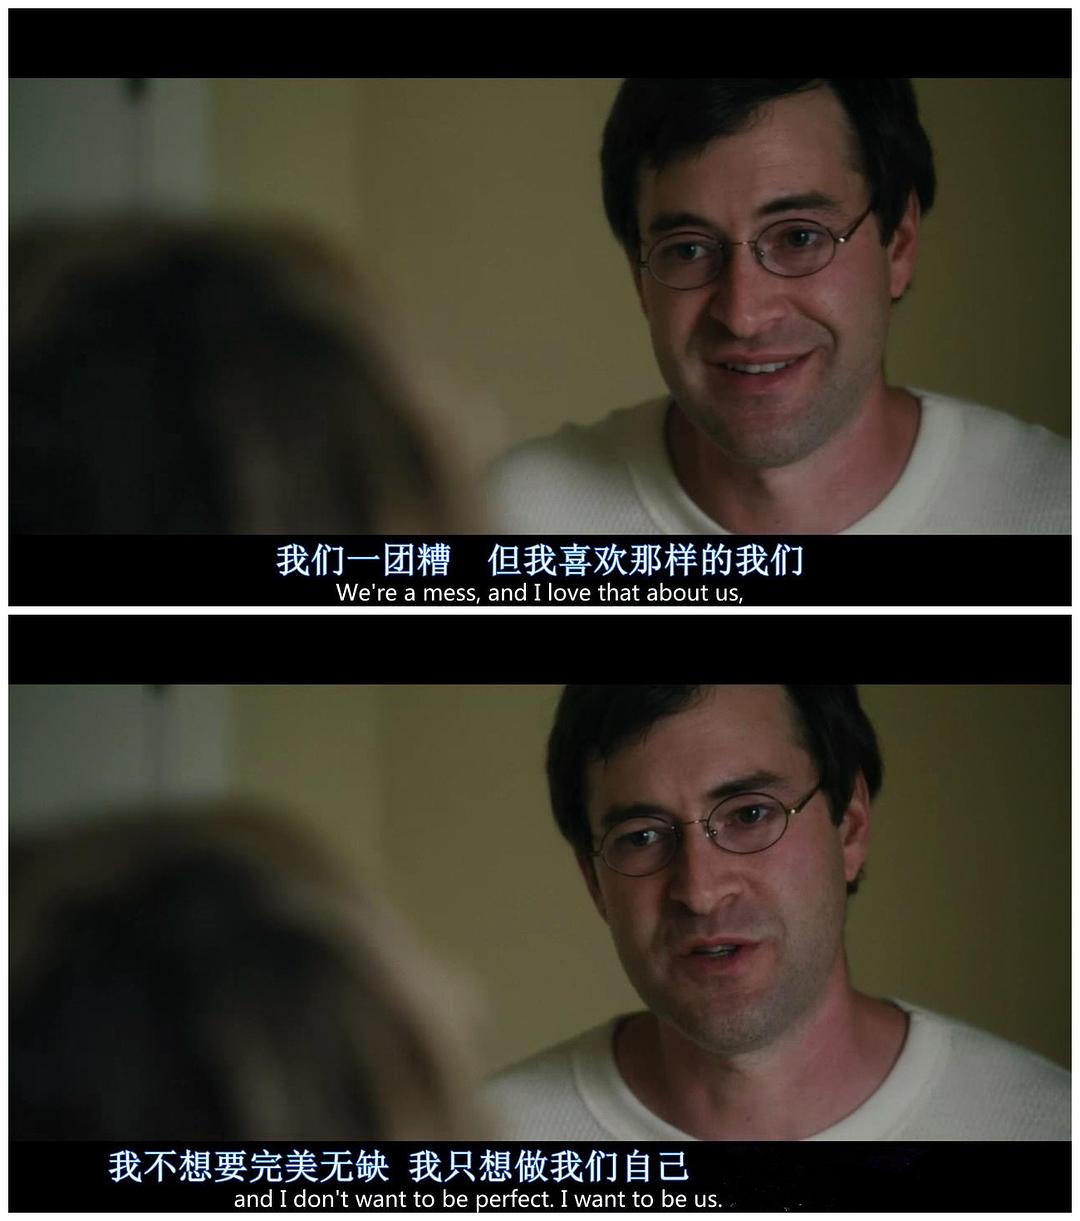 我们一团糟 但我喜欢那样的我们
We're a mess, and I love that about us,
我不想要完美无缺 我只想做我们自己
and I don't want to be perfect. I want to be us.